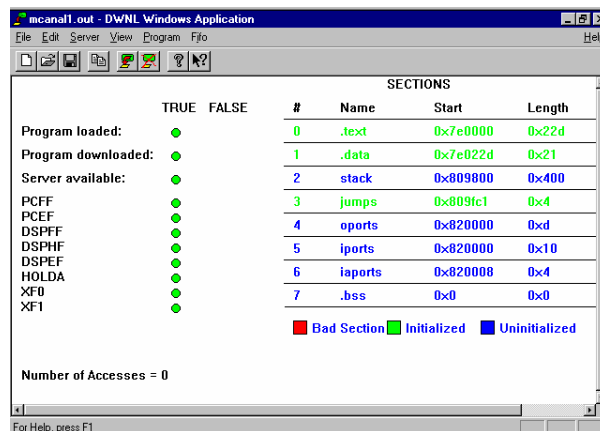 mcanal1.out - DWNL Windows Application
File Edit Server View Program Fifo Help
SECTIONS
TRUE FALSE # Name Start Length
Program loaded: 0 .text 0x7e0000 0x22d
Program downloaded: 1 .data 0x7e022d 0x21
Server available: 2 stack 0x809800 0x400
PCFF 3 jumps 0x809fc1 0x4
PCEF
DSPFF 4 oports 0x820000 0xd
DSPHF 5 iports 0x820000 0x10
DSPEF
HOLDA 6 iaports 0x820008 0x4
XF0 7 .bss 0x0 0x0
XF1
Bad Section Initialized Uninitialized
Number of Accesses = 0
For Help, press F1